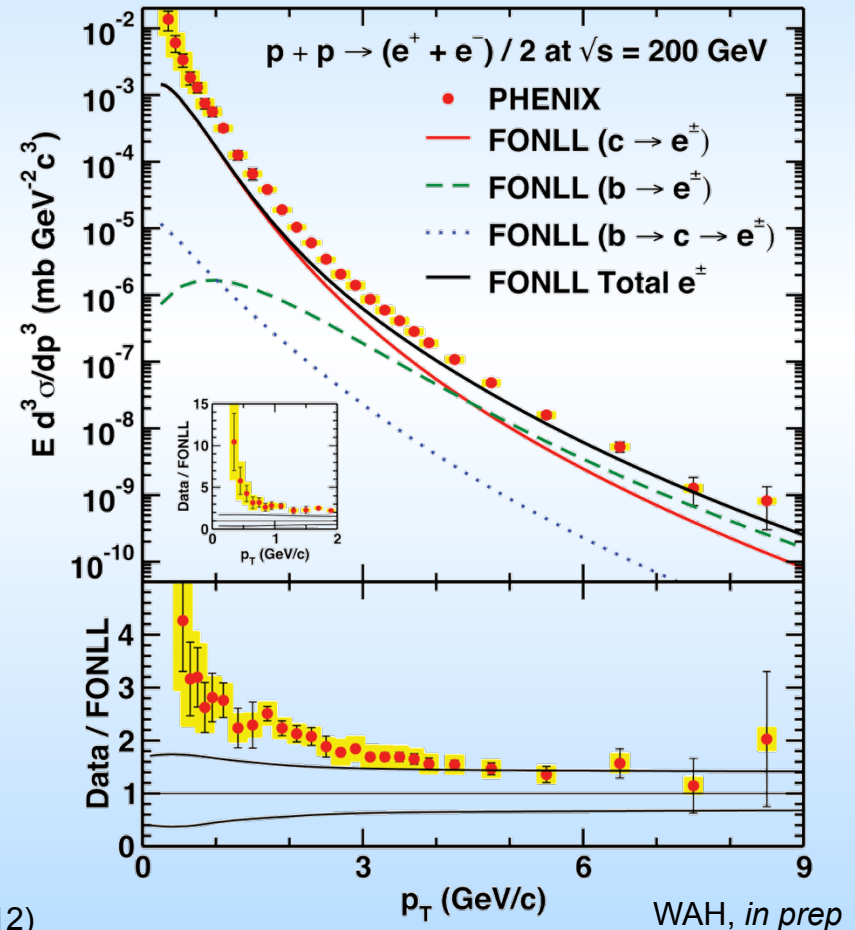 p + p → (e⁺ + e⁻) / 2 at √s = 200 GeV
PHENIX
FONLL (c → e±)
FONLL (b → e±)
FONLL (b → c → e±)
FONLL Total e±
E d³σ/dp³ (mb GeV⁻²c³)
10⁻²
10⁻³
10⁻⁴
10⁻⁵
10⁻⁶
10⁻⁷
10⁻⁸
10⁻⁹
10⁻¹⁰
Data / FONLL
15
10
5
0
0 1 2
p_T (GeV/c)
Data / FONLL
4
3
2
1
0
0 3 6 9
p_T (GeV/c)
12)
WAH, in prep